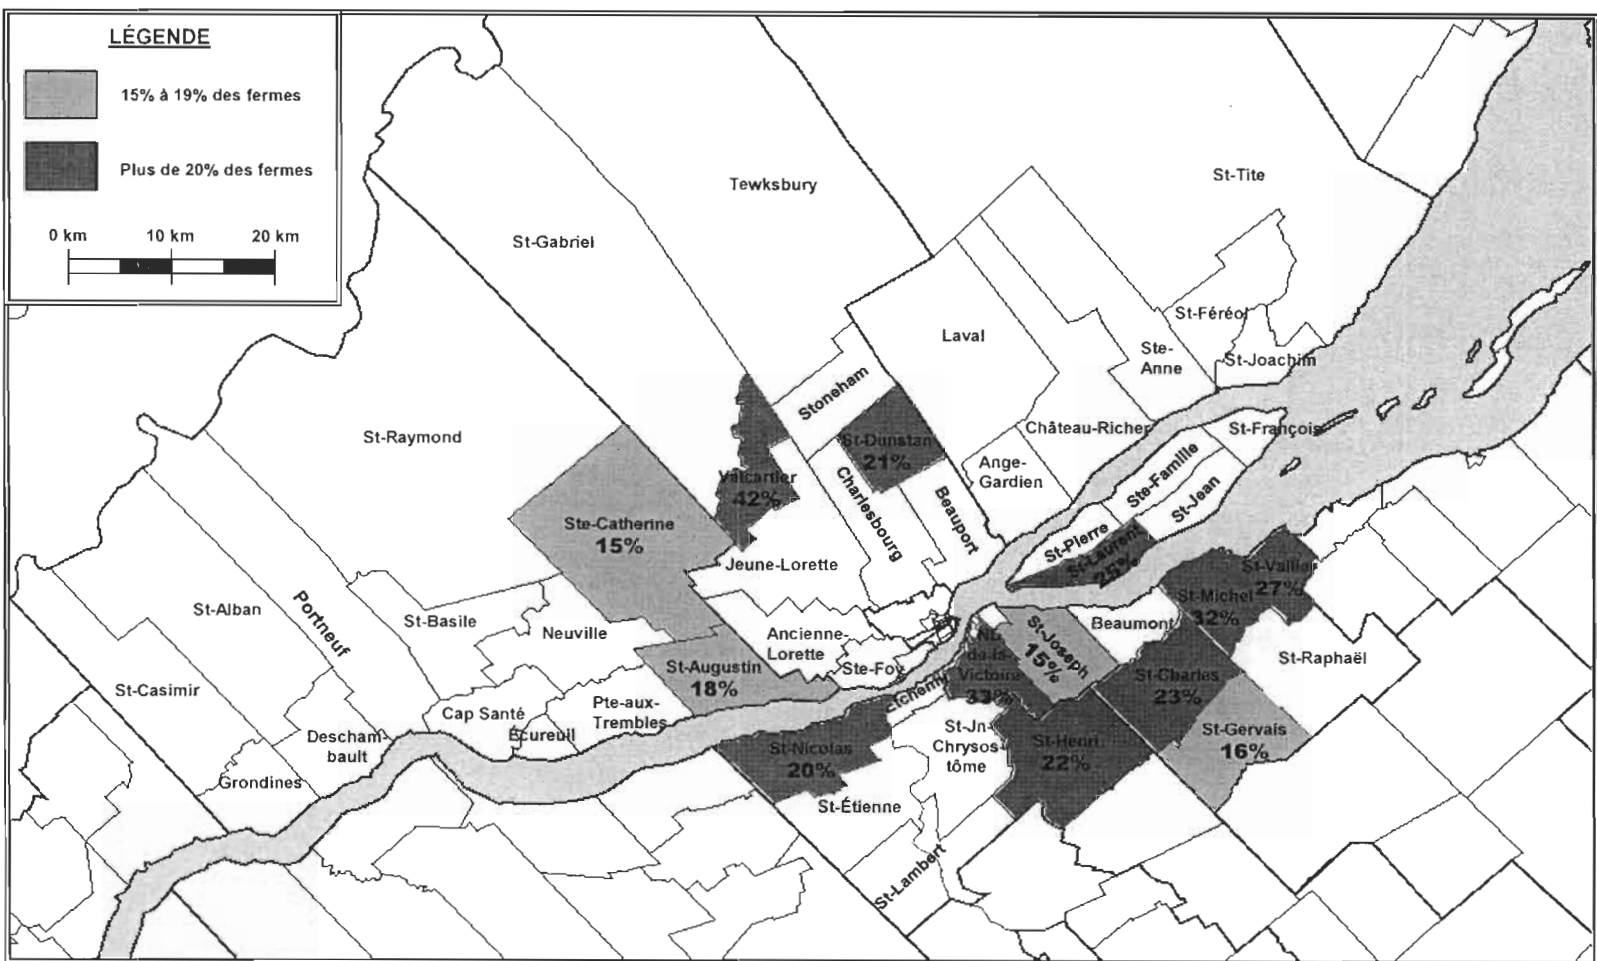 LÉGENDE
15% à 19% des fermes
Plus de 20% des fermes
0 km 10 km 20 km
Tewksbury
St-Tite
St-Gabriel
St-Féréol
Laval
Ste-
Anne
St-Joachim
Stoneham
St-Raymond
St-Dunstan
21%
Château-Richer
St-François
Ange-
Gardien
Ste-Famille
St-Jean
Valcartier
42%
Charlesbourg
Beauport
Ste-Catherine
15%
St-Pierre
St-Laurent
25%
Jeune-Lorette
St-Vallier
27%
St-Michel
32%
St-Alban
Portneuf
St-Basile
Neuville
Ancienne-
Lorette
Beaumont
St-Joseph
15%
ND-
de-la-
Victoire
33%
St-Raphaël
St-Augustin
18%
Ste-Foy
Etchemin
St-Charles
23%
St-Casimir
Cap Santé
Écureuil
Pte-aux-
Trembles
St-Gervais
16%
Descham-
bault
St-Jn-
Chrysos-
tôme
St-Henri
22%
St-Nicolas
20%
Grondines
St-Étienne
St-Lambert